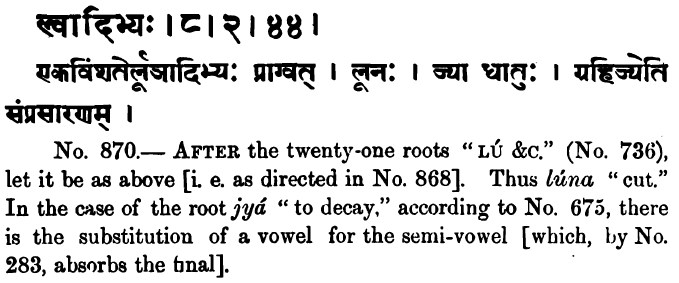 ल्वादिभ्यः । ८ । २ । ४४ ।
एकविंशतेर्लूञादिभ्यः प्राग्वत् । लूनः । ज्या धातुः । ग्रहिज्येति
संप्रसारणम् ।
No. 870.— AFTER the twenty-one roots “LÚ &C.” (No. 736),
let it be as above [i. e. as directed in No. 868]. Thus lúna “cut.”
In the case of the root jyá “to decay,” according to No. 675, there
is the substitution of a vowel for the semi-vowel [which, by No.
283, absorbs the final].